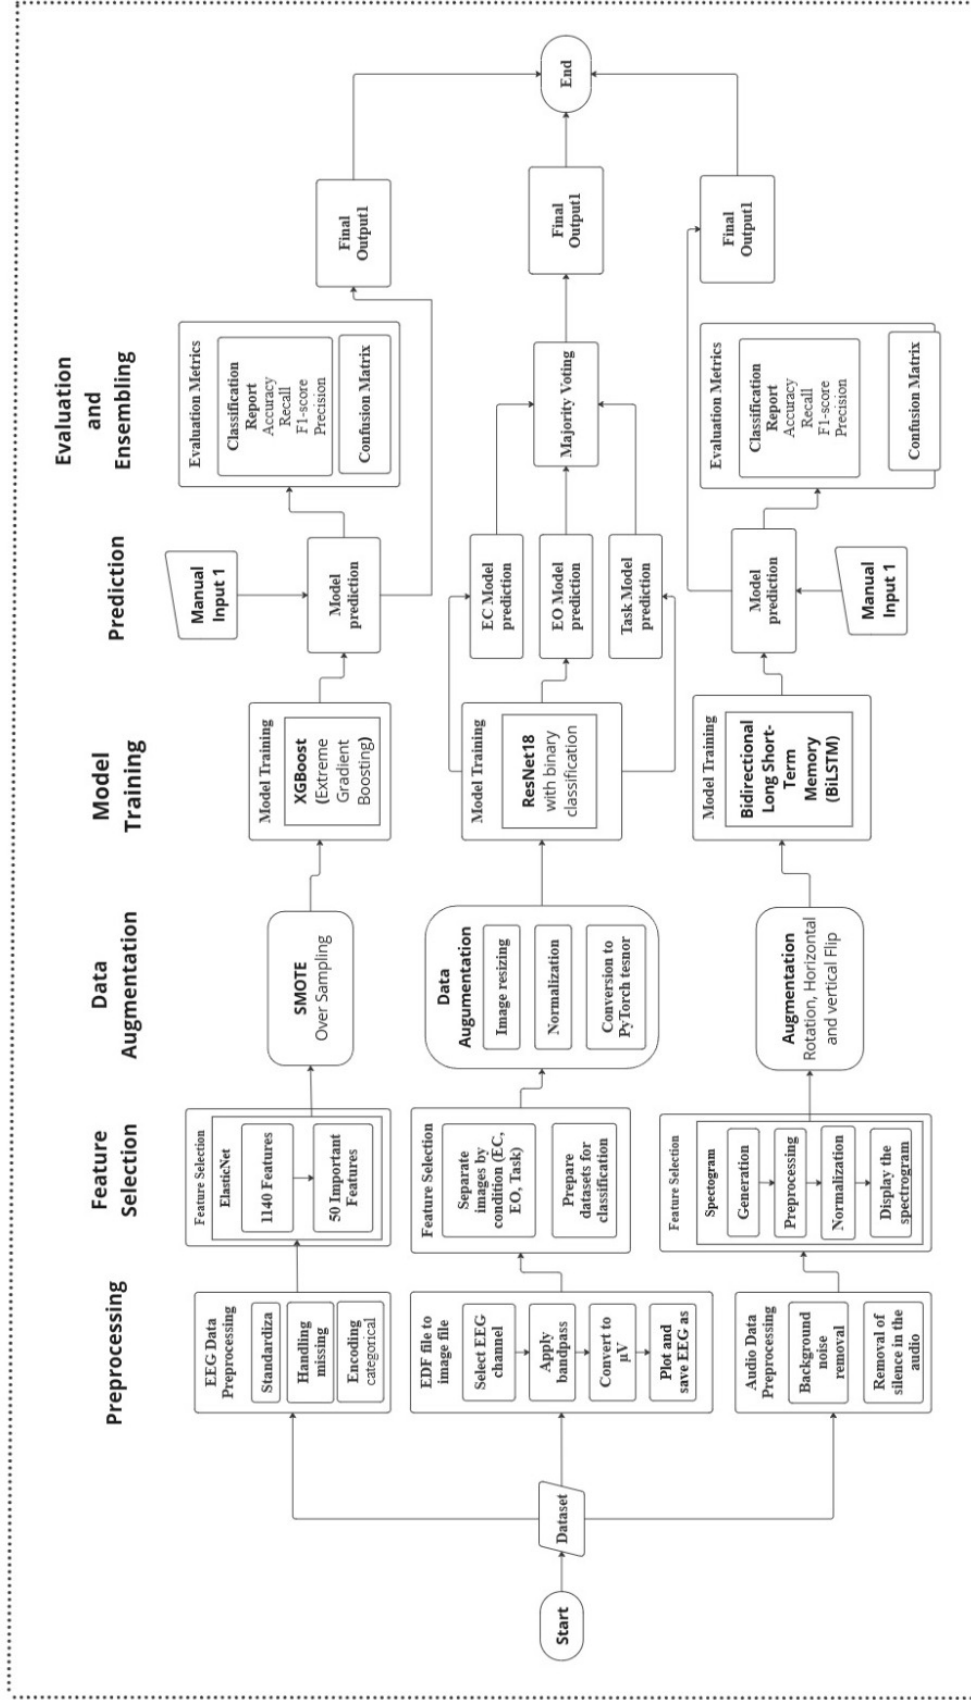 Preprocessing
Feature
Selection
Data
Augmentation
Model
Training
Prediction
Evaluation
and
Ensembling
Start
Dataset
EEG Data
Preprocessing
Standardiza
Handling
missing
Encoding
categorical
Feature Selection
ElasticNet
1140 Features
50 Important
Features
SMOTE
Over Sampling
Model Training
XGBoost
(Extreme
Gradient
Boosting)
Manual
Input 1
Model
prediction
Evaluation Metrics
Classification
Report
Accuracy
Recall
F1-score
Precision
Confusion Matrix
Final
Output1
EDF file to
image file
Select EEG
channel
Apply
bandpass
Convert to
µV
Plot and
save EEG as
Feature Selection
Separate
images by
condition (EC,
EO, Task)
Prepare
datasets for
classification
Data
Augumentation
Image resizing
Normalization
Conversion to
PyTorch tesnor
Model Training
ResNet18
with binary
classification
EC Model
prediction
EO Model
prediction
Task Model
prediction
Majority Voting
Final
Output1
End
Audio Data
Preprocessing
Background
noise
removal
Removal of
silence in the
audio
Feature Selection
Spectogram
Generation
Preprocessing
Normalization
Display the
spectrogram
Augmentation
Rotation, Horizontal
and vertical Flip
Model Training
Bidirectional
Long Short-
Term
Memory
(BiLSTM)
Model
prediction
Manual
Input 1
Evaluation Metrics
Classification
Report
Accuracy
Recall
F1-score
Precision
Confusion Matrix
Final
Output1